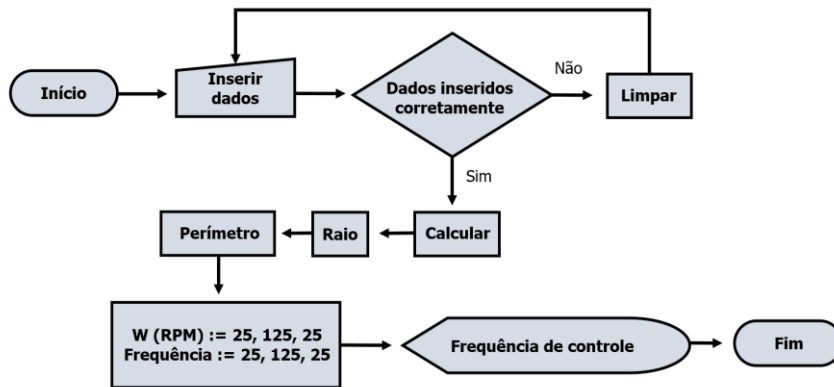 Início
Inserir
dados
Dados inseridos
corretamente
Não
Limpar
Sim
Perímetro
Raio
Calcular
W (RPM) := 25, 125, 25
Frequência := 25, 125, 25
Frequência de controle
Fim